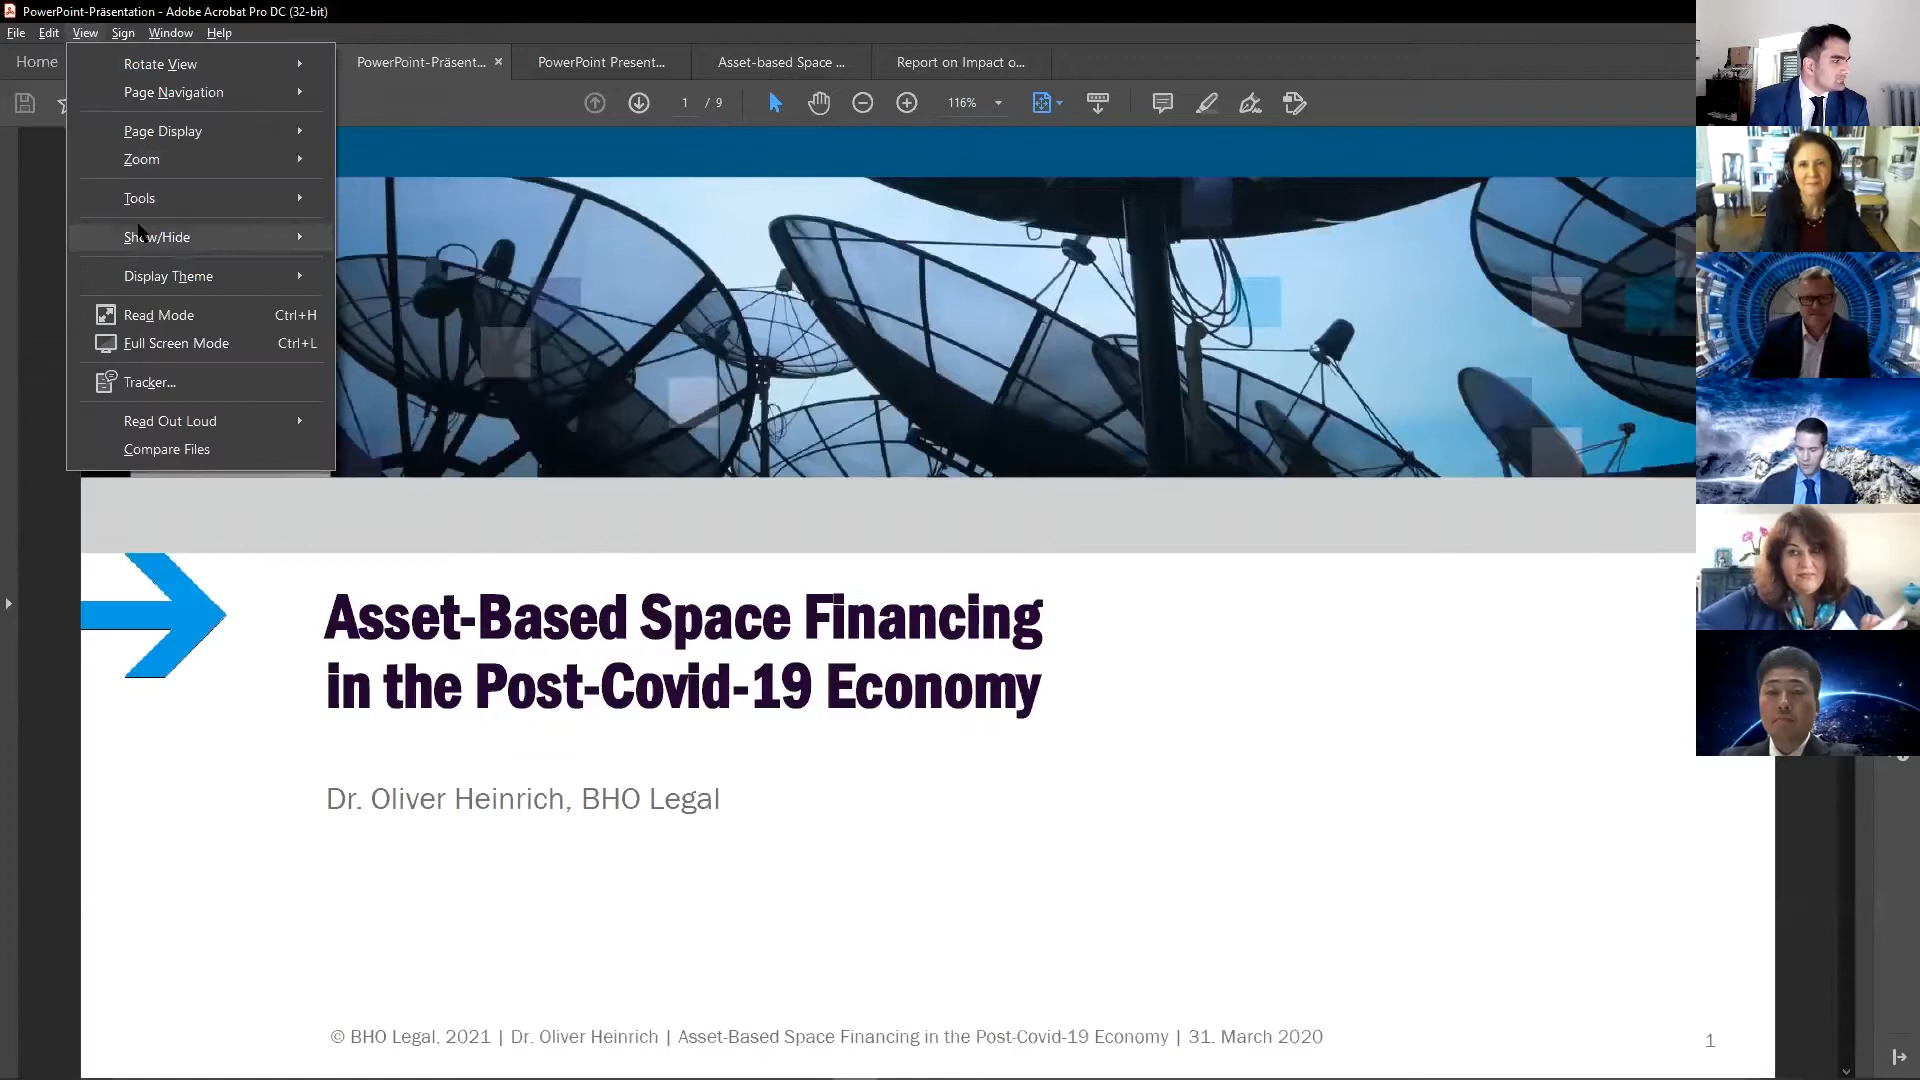 PowerPoint-Präsentation - Adobe Acrobat Pro DC (32-bit)
File Edit View Sign Window Help
Home
PowerPoint-Präsent...
PowerPoint Present...
Asset-based Space ...
Report on Impact o...
1 / 9
116%
Rotate View
Page Navigation
Page Display
Zoom
Tools
Show/Hide
Display Theme
Read Mode Ctrl+H
Full Screen Mode Ctrl+L
Tracker...
Read Out Loud
Compare Files
Asset-Based Space Financing
in the Post-Covid-19 Economy
Dr. Oliver Heinrich, BHO Legal
© BHO Legal, 2021 | Dr. Oliver Heinrich | Asset-Based Space Financing in the Post-Covid-19 Economy | 31. March 2020
1